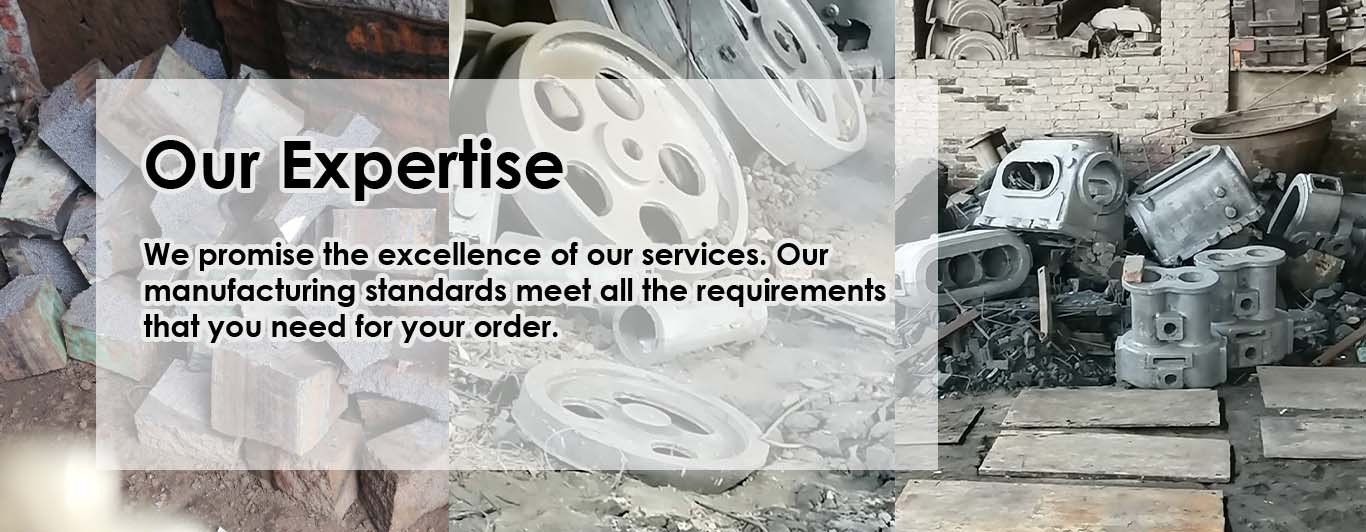 Our Expertise
We promise the excellence of our services. Our
manufacturing standards meet all the requirements
that you need for your order.